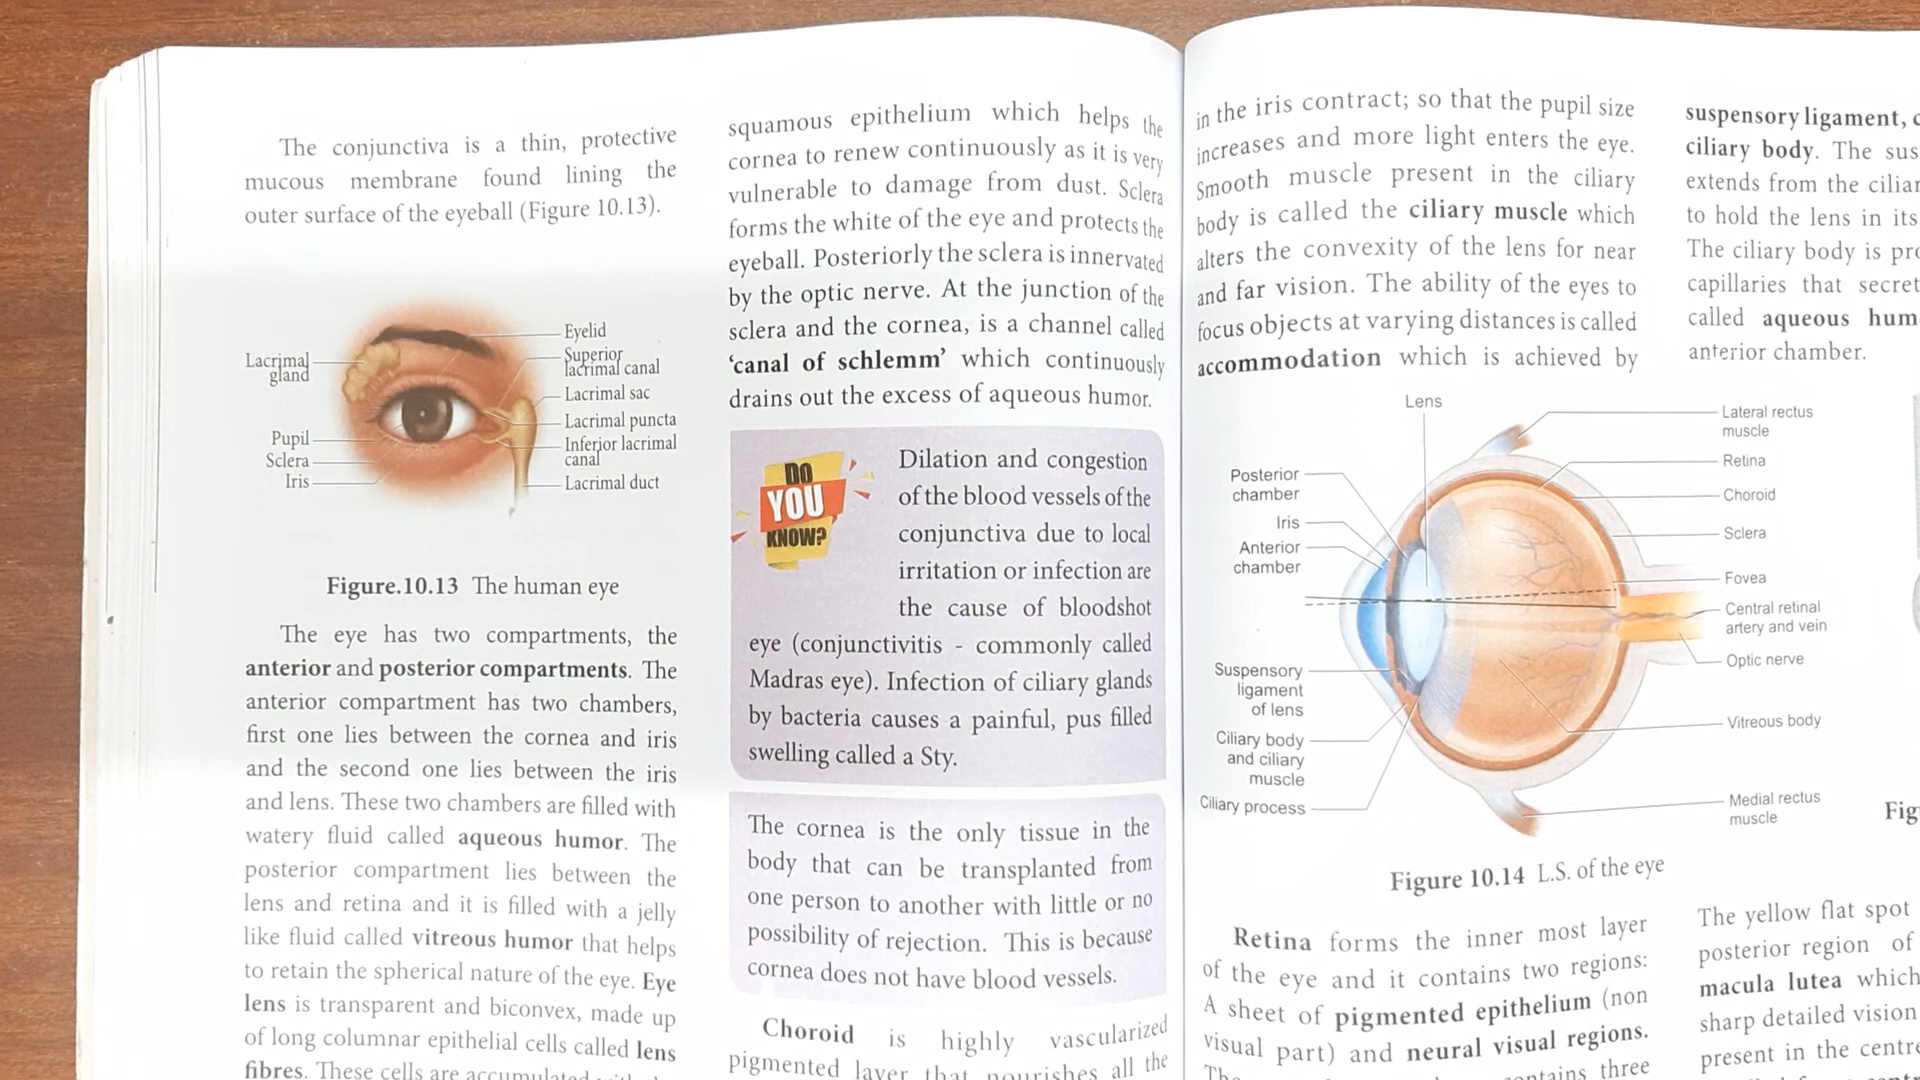 The conjunctiva is a thin, protective
mucous membrane found lining the
outer surface of the eyeball (Figure 10.13).
Lacrimal
gland
Pupil
Sclera
Iris
Eyelid
Superior
lacrimal canal
Lacrimal sac
Lacrimal puncta
Inferior lacrimal
canal
Lacrimal duct
Figure.10.13 The human eye
The eye has two compartments, the
anterior and posterior compartments. The
anterior compartment has two chambers,
first one lies between the cornea and iris
and the second one lies between the iris
and lens. These two chambers are filled with
watery fluid called aqueous humor. The
posterior compartment lies between the
lens and retina and it is filled with a jelly
like fluid called vitreous humor that helps
to retain the spherical nature of the eye. Eye
lens is transparent and biconvex, made up
of long columnar epithelial cells called lens
fibres. These cells are accumulated
squamous epithelium which helps the
cornea to renew continuously as it is very
vulnerable to damage from dust. Sclera
forms the white of the eye and protects the
eyeball. Posteriorly the sclera is innervated
by the optic nerve. At the junction of the
sclera and the cornea, is a channel called
‘canal of schlemm’ which continuously
drains out the excess of aqueous humor.
DO
YOU
KNOW?
Dilation and congestion
of the blood vessels of the
conjunctiva due to local
irritation or infection are
the cause of bloodshot
eye (conjunctivitis - commonly called
Madras eye). Infection of ciliary glands
by bacteria causes a painful, pus filled
swelling called a Sty.
The cornea is the only tissue in the
body that can be transplanted from
one person to another with little or no
possibility of rejection. This is because
cornea does not have blood vessels.
Choroid is highly vascularized
pigmented layer that nourishes all the
in the iris contract; so that the pupil size
increases and more light enters the eye.
Smooth muscle present in the ciliary
body is called the ciliary muscle which
alters the convexity of the lens for near
and far vision. The ability of the eyes to
focus objects at varying distances is called
accommodation which is achieved by
suspensory ligament, c
ciliary body. The sus
extends from the ciliar
to hold the lens in its
The ciliary body is pro
capillaries that secret
called aqueous hum
anterior chamber.
Lens
Posterior
chamber
Iris
Anterior
chamber
Suspensory
ligament
of lens
Ciliary body
and ciliary
muscle
Ciliary process
Lateral rectus
muscle
Retina
Choroid
Sclera
Fovea
Central retinal
artery and vein
Optic nerve
Vitreous body
Medial rectus
muscle
Figure 10.14 L.S. of the eye
Fig
Retina forms the inner most layer
of the eye and it contains two regions:
A sheet of pigmented epithelium (non
visual part) and neural visual regions.
The contains three
The yellow flat spot
posterior region of
macula lutea which
sharp detailed vision
present in the centre